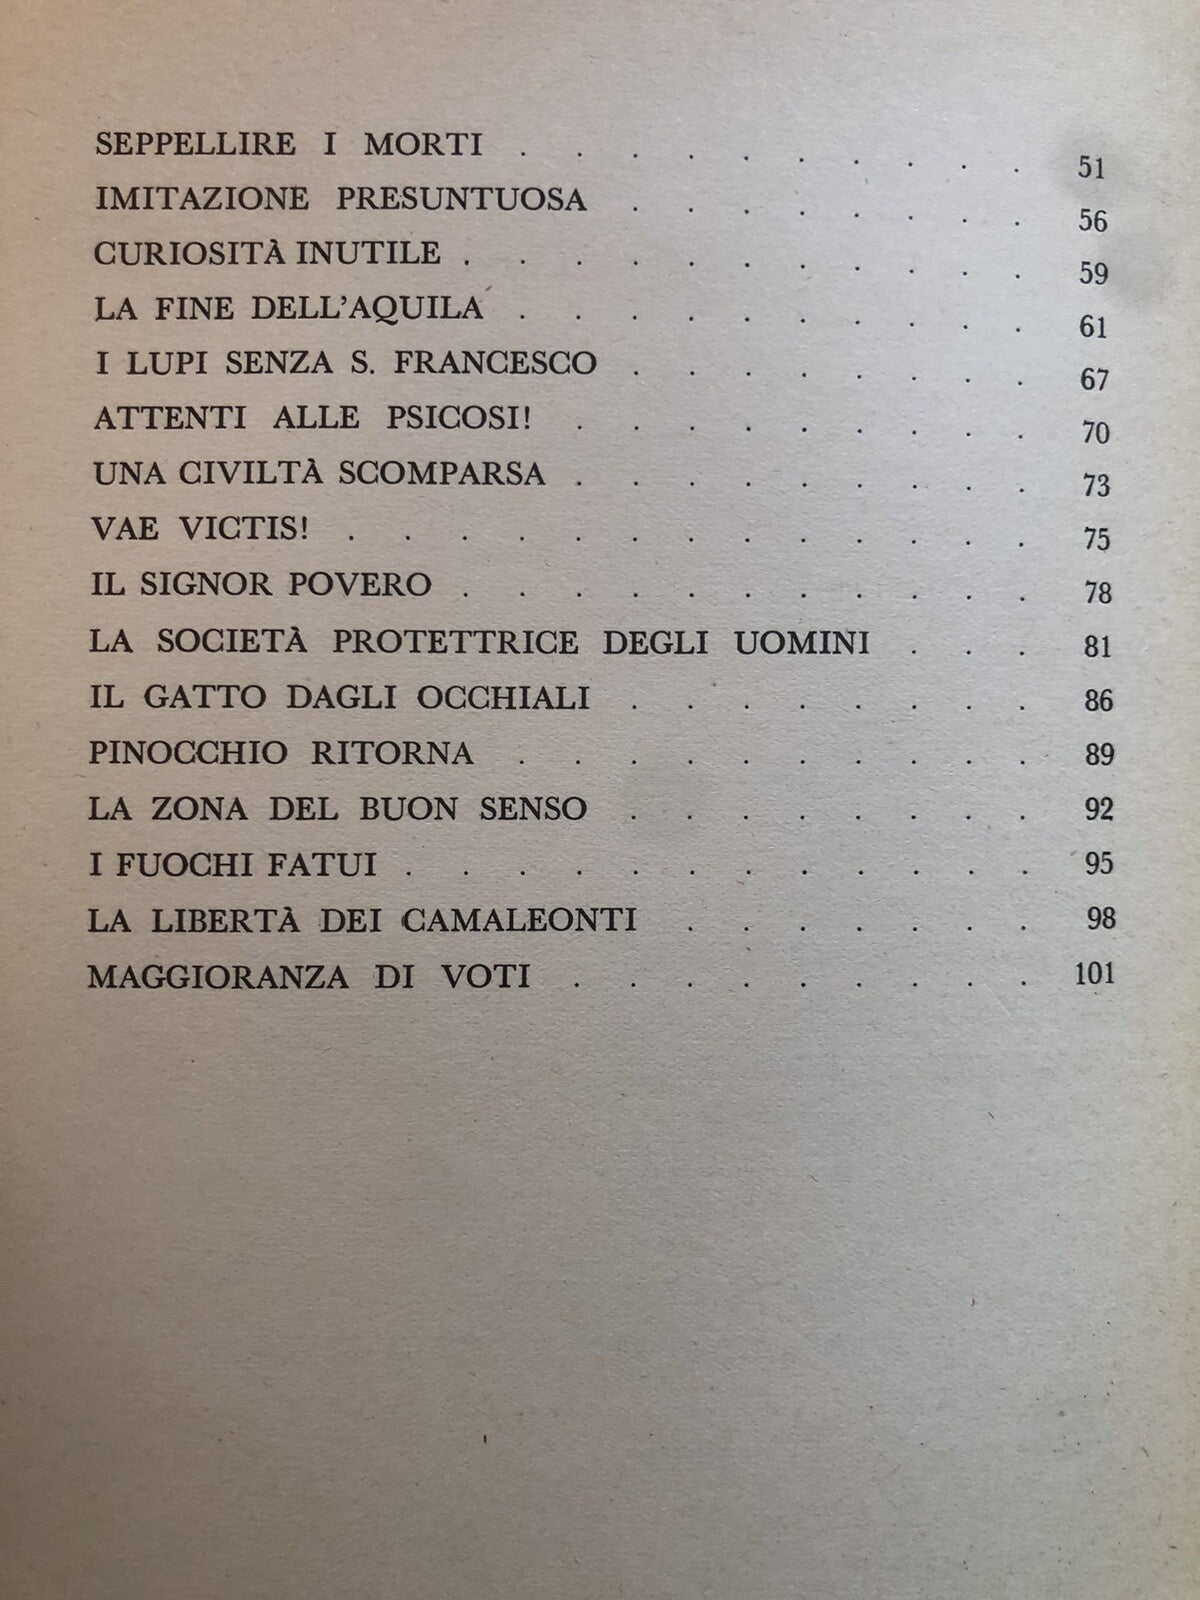 SEPPELLIRE I MORTI . . . . . . . . . . 51
IMITAZIONE PRESUNTUOSA . . . . . . . . 56
CURIOSITÀ INUTILE . . . . . . . . . . . 59
LA FINE DELL'AQUILA . . . . . . . . . . 61
I LUPI SENZA S. FRANCESCO . . . . . . . . 67
ATTENTI ALLE PSICOSI! . . . . . . . . . 70
UNA CIVILTÀ SCOMPARSA . . . . . . . . . 73
VAE VICTIS! . . . . . . . . . . . . . 75
IL SIGNOR POVERO . . . . . . . . . . . 78
LA SOCIETÀ PROTETTRICE DEGLI UOMINI . . . 81
IL GATTO DAGLI OCCHIALI . . . . . . . . 86
PINOCCHIO RITORNA . . . . . . . . . . 89
LA ZONA DEL BUON SENSO . . . . . . . . 92
I FUOCHI FATUI . . . . . . . . . . . . 95
LA LIBERTÀ DEI CAMALEONTI . . . . . . . 98
MAGGIORANZA DI VOTI . . . . . . . . . 101